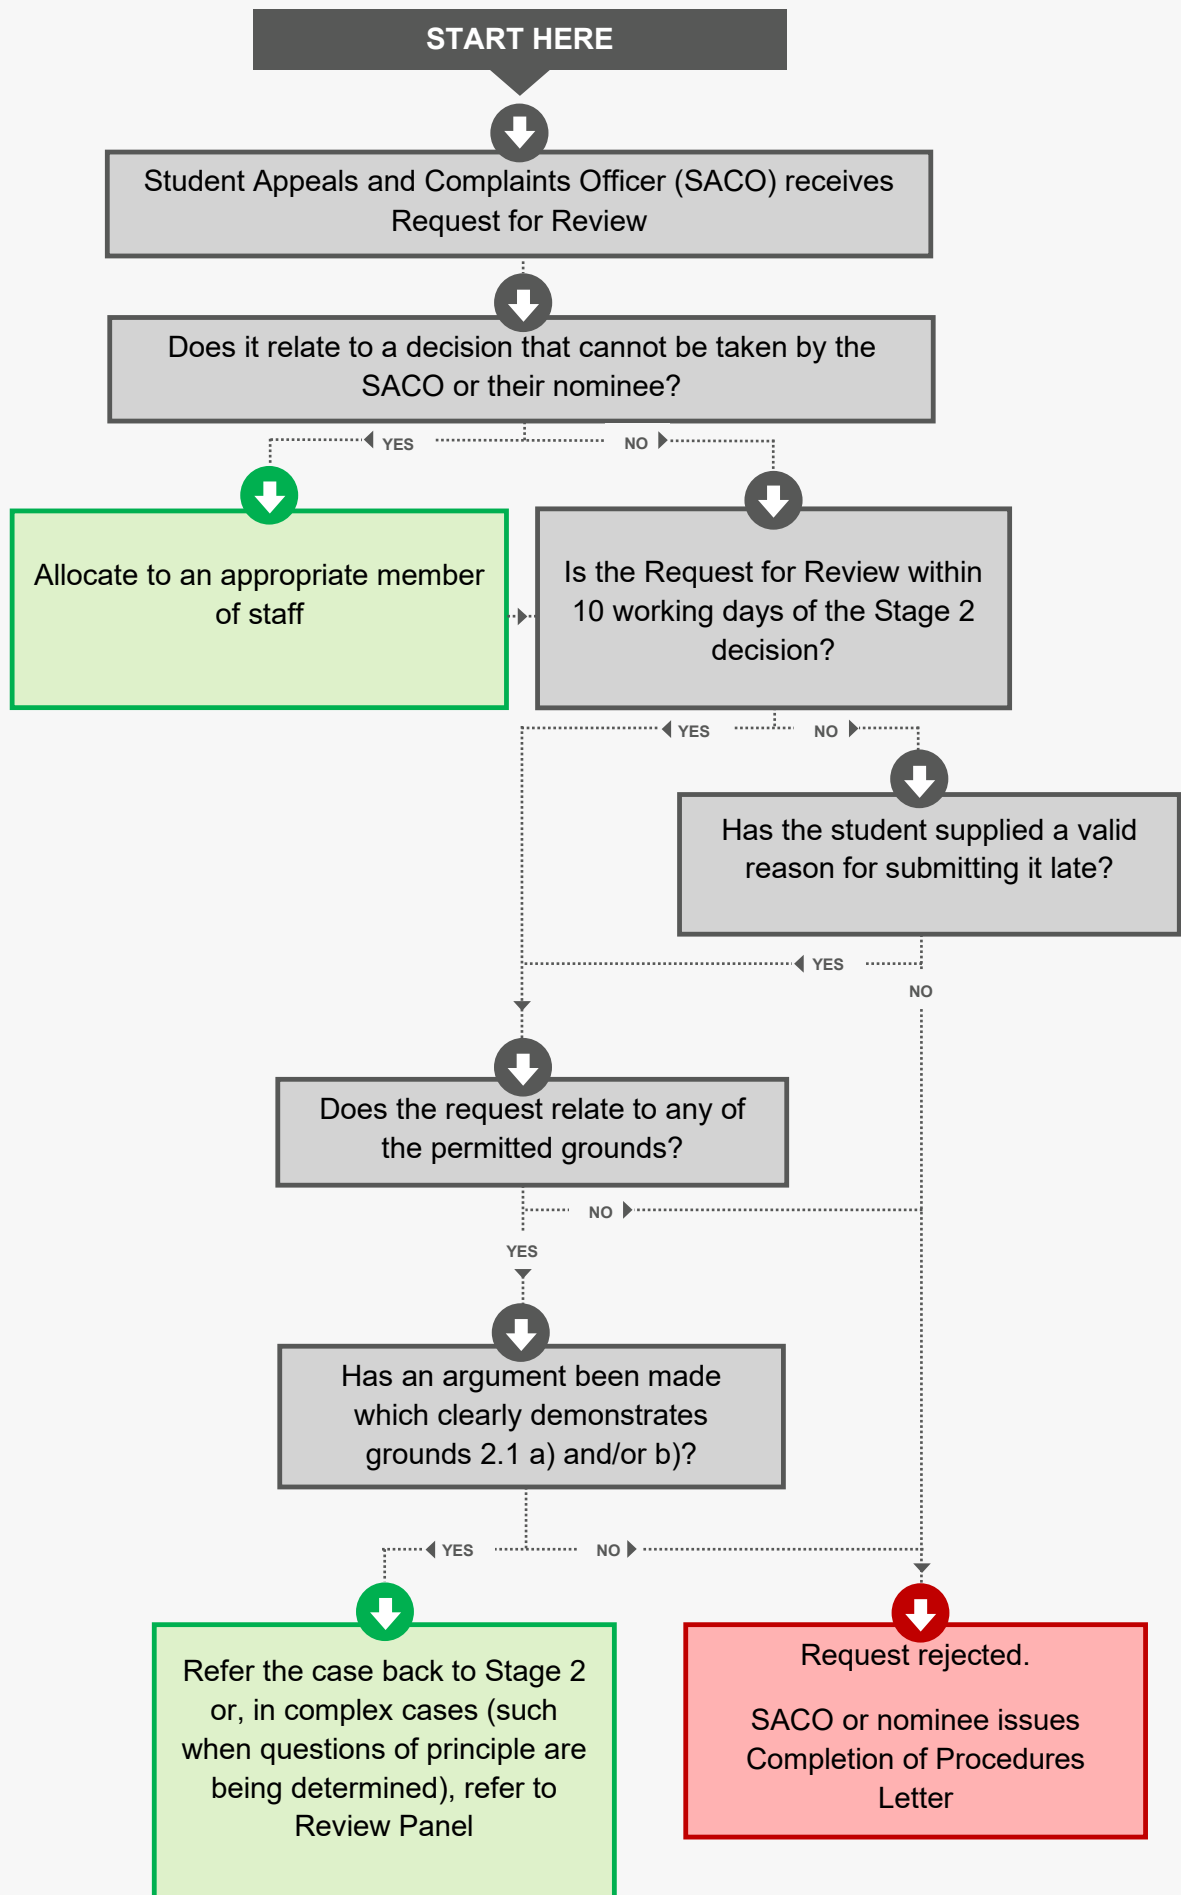 START HERE
Student Appeals and Complaints Officer (SACO) receives
Request for Review
Does it relate to a decision that cannot be taken by the
SACO or their nominee?
YES
NO
Allocate to an appropriate member
of staff
Is the Request for Review within
10 working days of the Stage 2
decision?
YES
NO
Has the student supplied a valid
reason for submitting it late?
YES
NO
Does the request relate to any of
the permitted grounds?
NO
YES
Has an argument been made
which clearly demonstrates
grounds 2.1 a) and/or b)?
YES
NO
Refer the case back to Stage 2
or, in complex cases (such
when questions of principle are
being determined), refer to
Review Panel
Request rejected.
SACO or nominee issues
Completion of Procedures
Letter